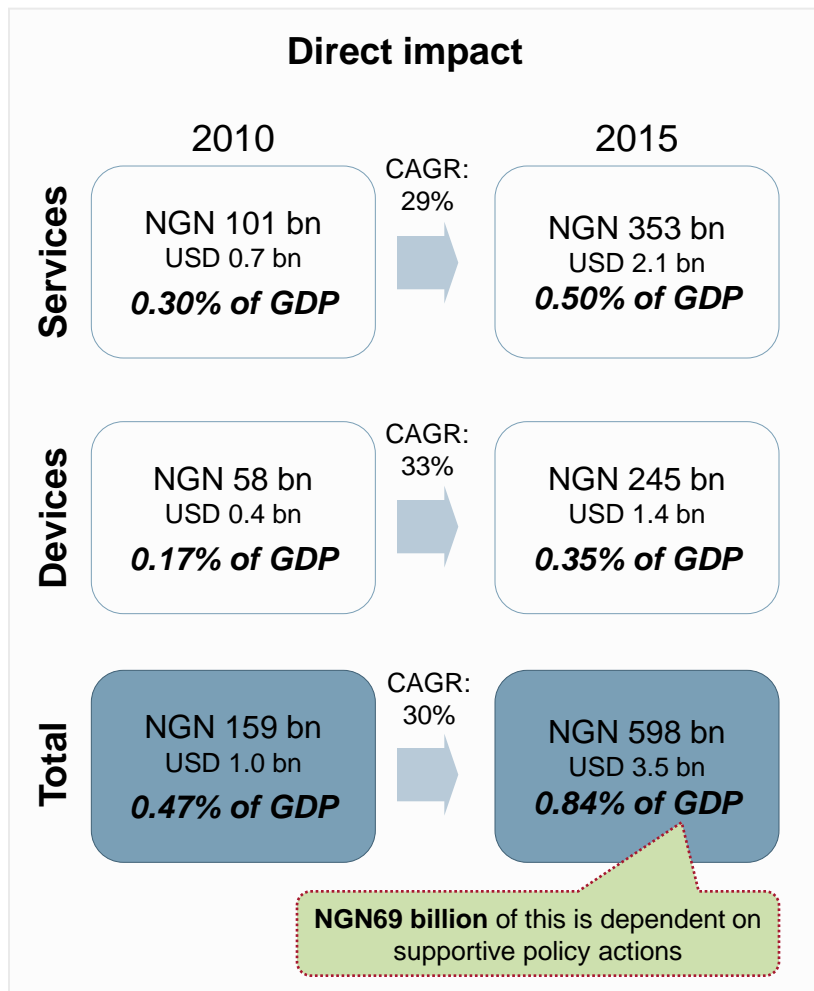 Direct impact
2010
2015
Services
NGN 101 bn
USD 0.7 bn
0.30% of GDP
CAGR:
29%
NGN 353 bn
USD 2.1 bn
0.50% of GDP
Devices
NGN 58 bn
USD 0.4 bn
0.17% of GDP
CAGR:
33%
NGN 245 bn
USD 1.4 bn
0.35% of GDP
Total
NGN 159 bn
USD 1.0 bn
0.47% of GDP
CAGR:
30%
NGN 598 bn
USD 3.5 bn
0.84% of GDP
NGN69 billion of this is dependent on
supportive policy actions